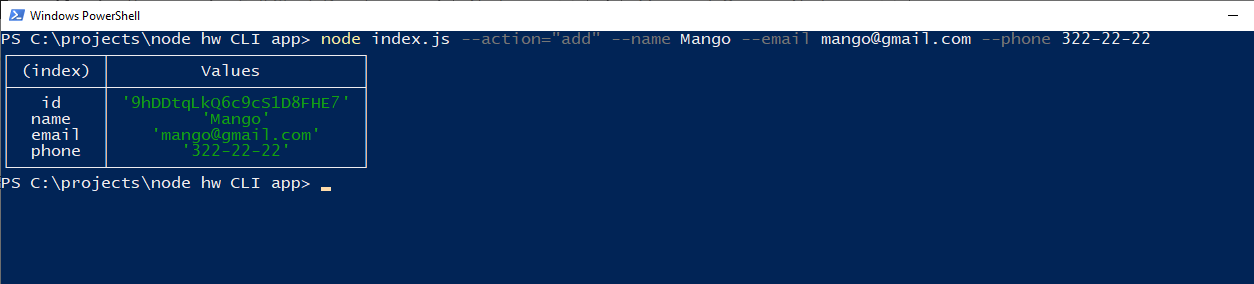 Windows PowerShell
PS C:\projects\node hw CLI app> node index.js --action="add" --name Mango --email mango@gmail.com --phone 322-22-22
(index) Values
id '9hDDtqLkQ6c9cS1D8FHE7'
name 'Mango'
email 'mango@gmail.com'
phone '322-22-22'
PS C:\projects\node hw CLI app>